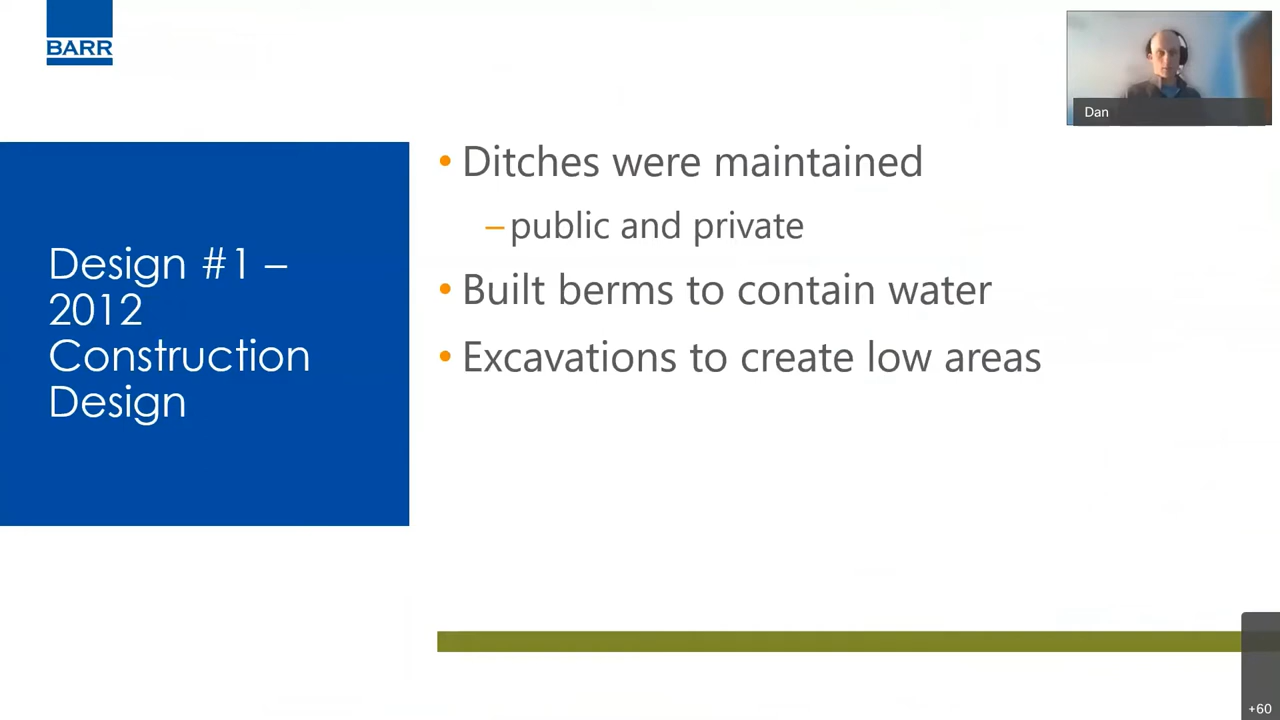 BARR
Dan
Design #1 –
2012
Construction
Design
• Ditches were maintained
– public and private
• Built berms to contain water
• Excavations to create low areas
+60